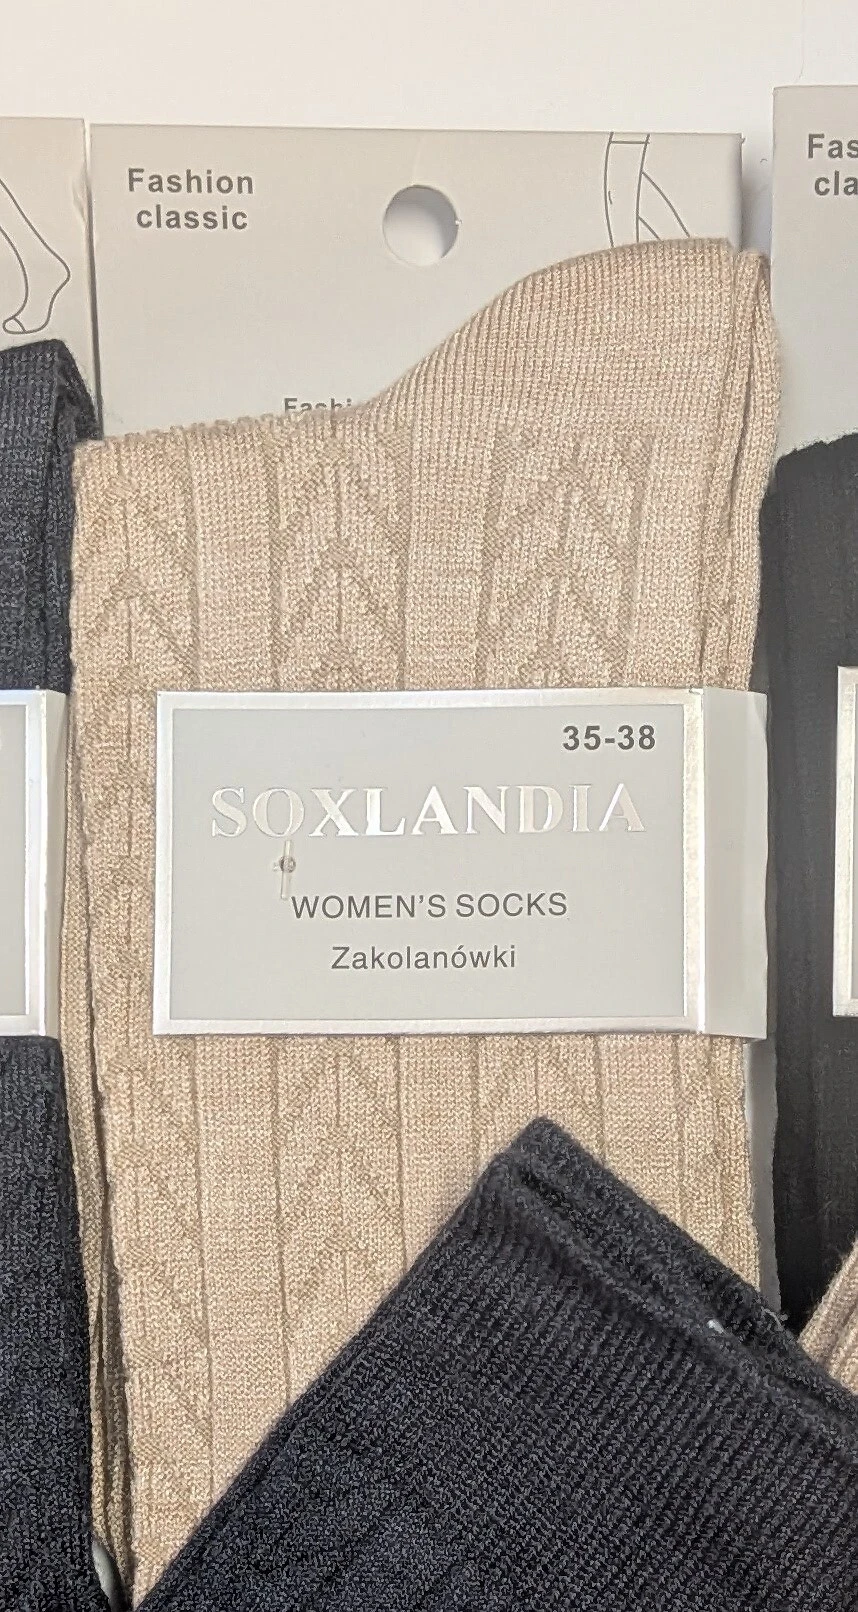 Fashion
classic
35-38
SOXLANDIA
WOMEN'S SOCKS
Zakolanówki